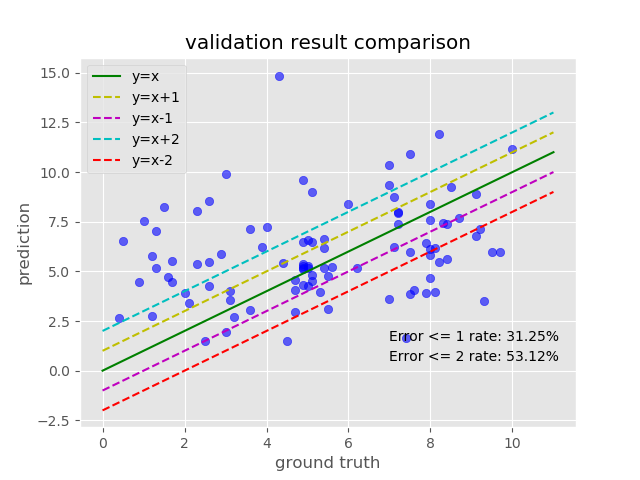 validation result comparison
y=x
y=x+1
y=x-1
y=x+2
y=x-2
15.0
12.5
10.0
7.5
5.0
2.5
0.0
−2.5
prediction
Error <= 1 rate: 31.25%
Error <= 2 rate: 53.12%
0 2 4 6 8 10
ground truth